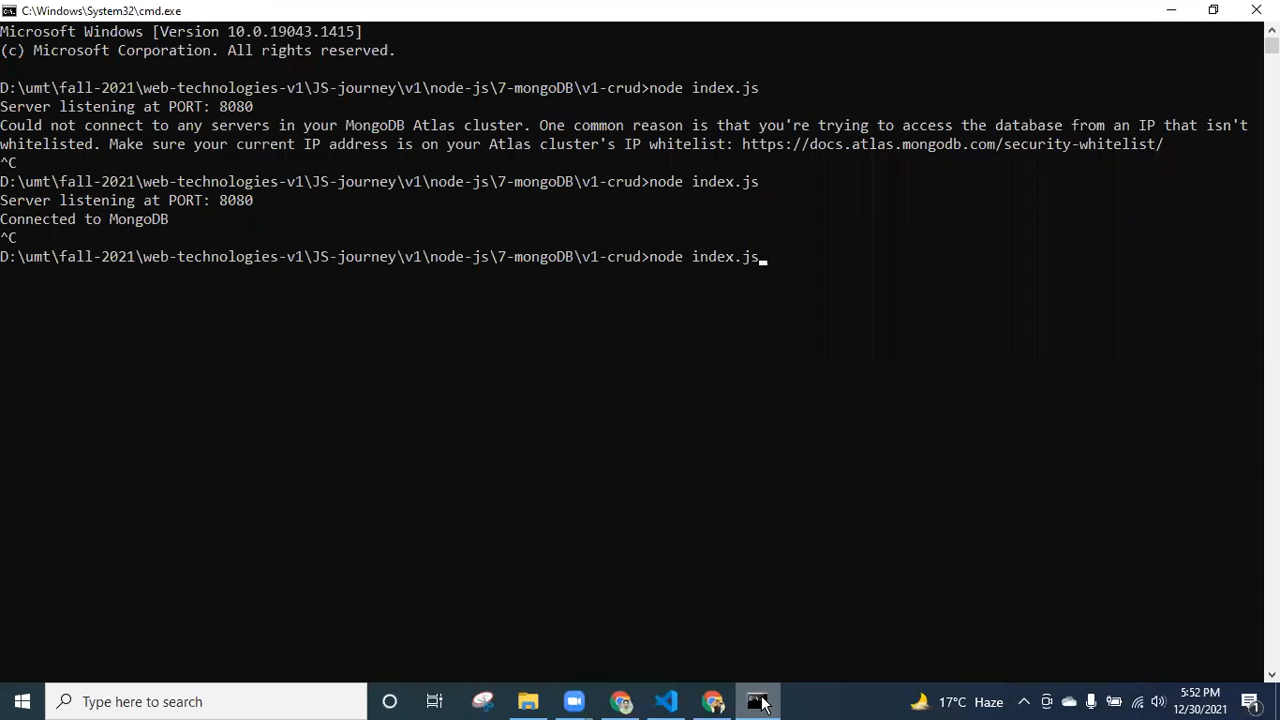 C:\Windows\System32\cmd.exe
Microsoft Windows [Version 10.0.19043.1415]
(c) Microsoft Corporation. All rights reserved.
D:\umt\fall-2021\web-technologies-v1\JS-journey\v1\node-js\7-mongoDB\v1-crud>node index.js
Server listening at PORT: 8080
Could not connect to any servers in your MongoDB Atlas cluster. One common reason is that you're trying to access the database from an IP that isn't
whitelisted. Make sure your current IP address is on your Atlas cluster's IP whitelist: https://docs.atlas.mongodb.com/security-whitelist/
^C
D:\umt\fall-2021\web-technologies-v1\JS-journey\v1\node-js\7-mongoDB\v1-crud>node index.js
Server listening at PORT: 8080
Connected to MongoDB
^C
D:\umt\fall-2021\web-technologies-v1\JS-journey\v1\node-js\7-mongoDB\v1-crud>node index.js
Type here to search
17°C Haze
5:52 PM
12/30/2021
1